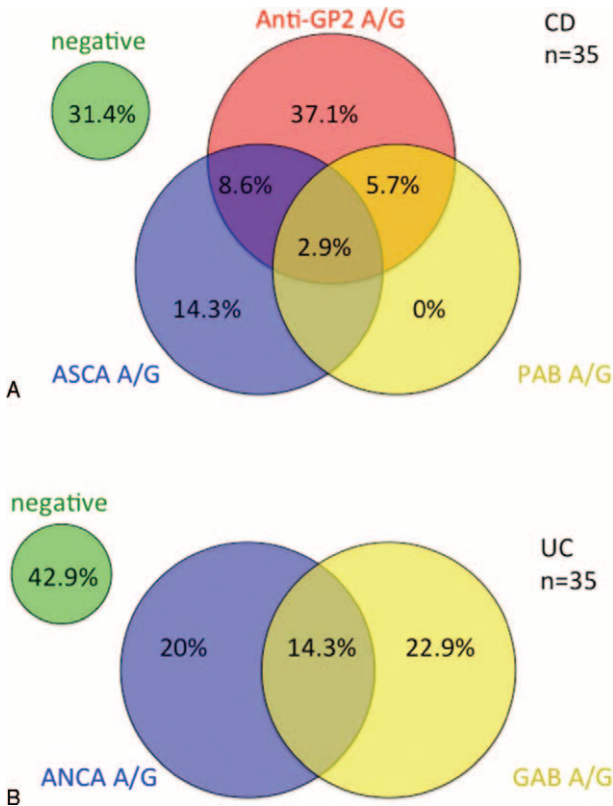 Anti-GP2 A/G
CD
n=35
negative
31.4%
37.1%
8.6%
5.7%
2.9%
14.3%
0%
ASCA A/G
PAB A/G
A
negative
42.9%
UC
n=35
20%
14.3%
22.9%
ANCA A/G
GAB A/G
B